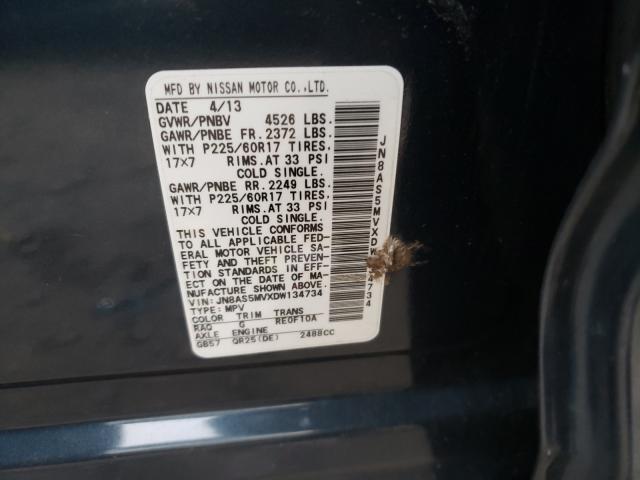 MFD BY NISSAN MOTOR CO.,LTD.
DATE 4/13
GVWR/PNBV 4526 LBS.
GAWR/PNBE FR. 2372 LBS.
WITH P225/60R17 TIRES.
17x7 RIMS.AT 33 PSI
COLD SINGLE.
GAWR/PNBE RR. 2249 LBS.
WITH P225/60R17 TIRES.
17x7 RIMS.AT 33 PSI
COLD SINGLE.
THIS VEHICLE CONFORMS
TO ALL APPLICABLE FED-
ERAL MOTOR VEHICLE SA-
FETY AND THEFT PREVEN-
TION STANDARDS IN EFF-
ECT ON THE DATE OF MA-
NUFACTURE SHOWN ABOVE.
VIN: JN8AS5MVXDW134734
TYPE: MPV
COLOR TRIM TRANS
RAQ G RE0F10A
AXLE ENGINE
GB57 QR25(DE) 2488CC
JN8AS5MVXDW 4734